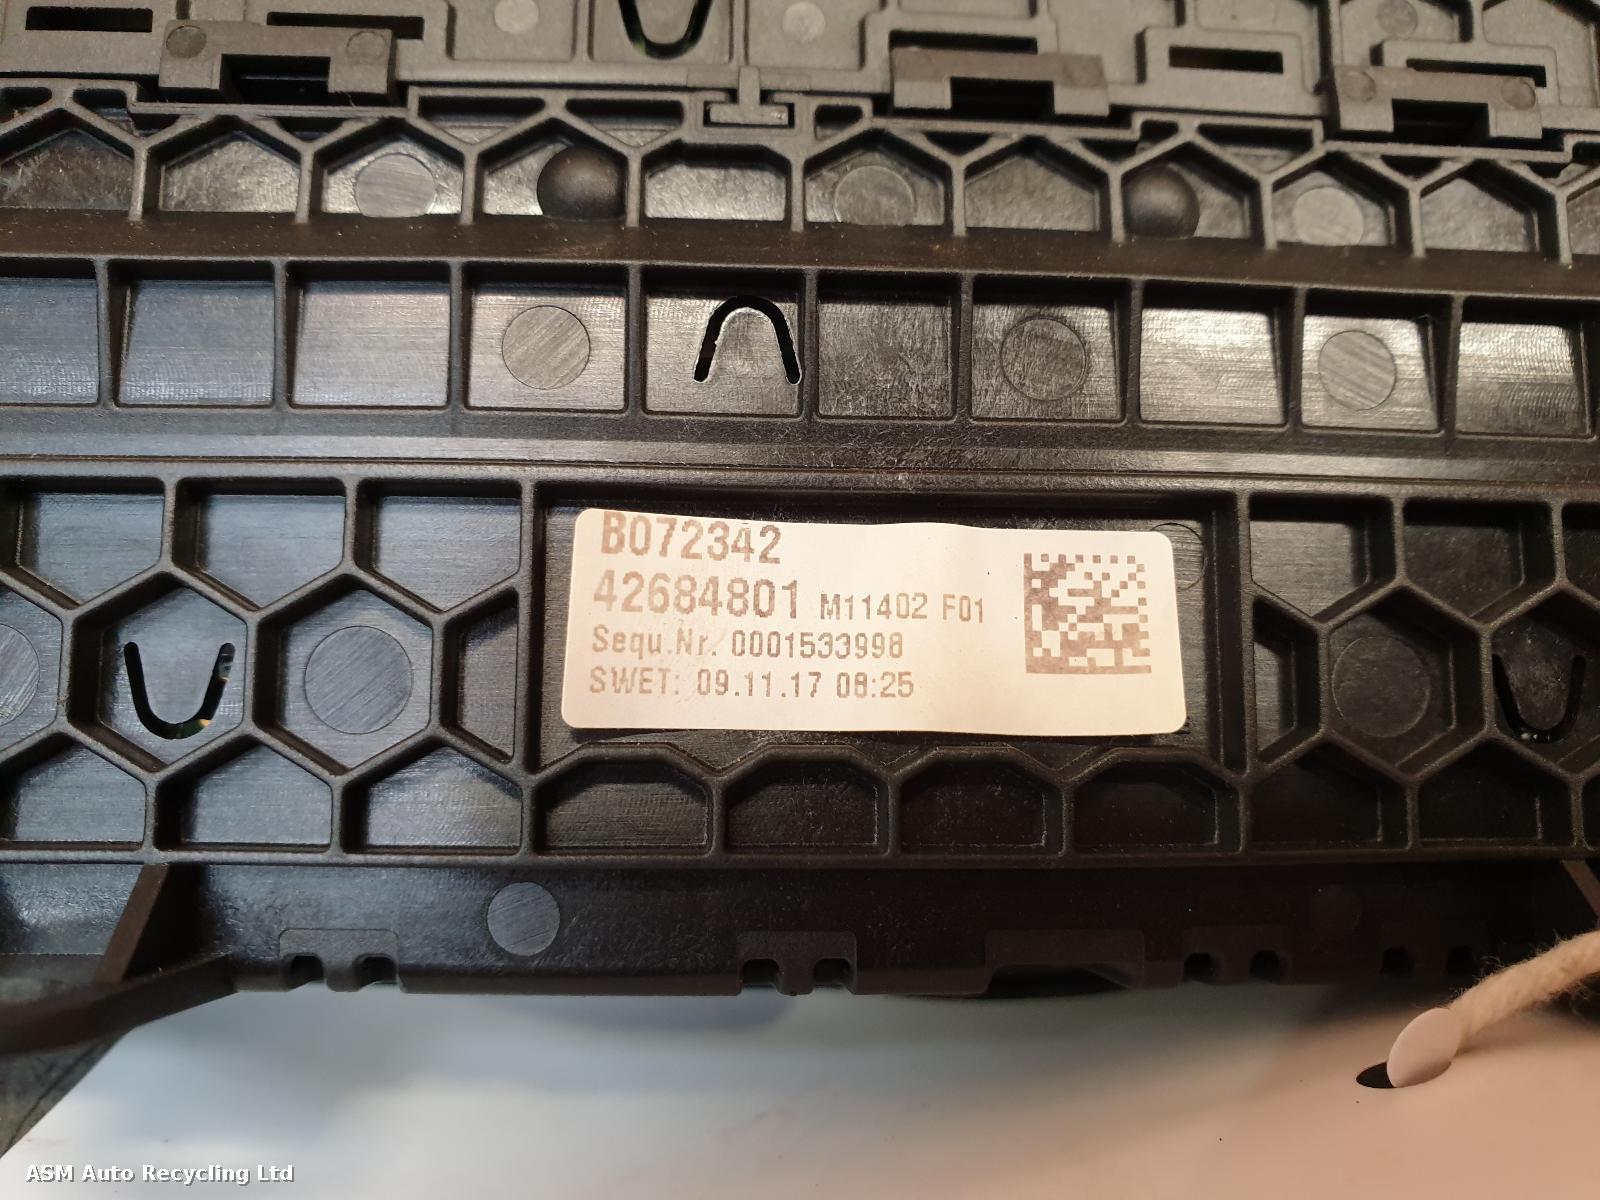 B072342
42684801 M11402 F01
Sequ.Nr. 0001533998
SWET: 09.11.17 08:25
ASM Auto Recycling Ltd